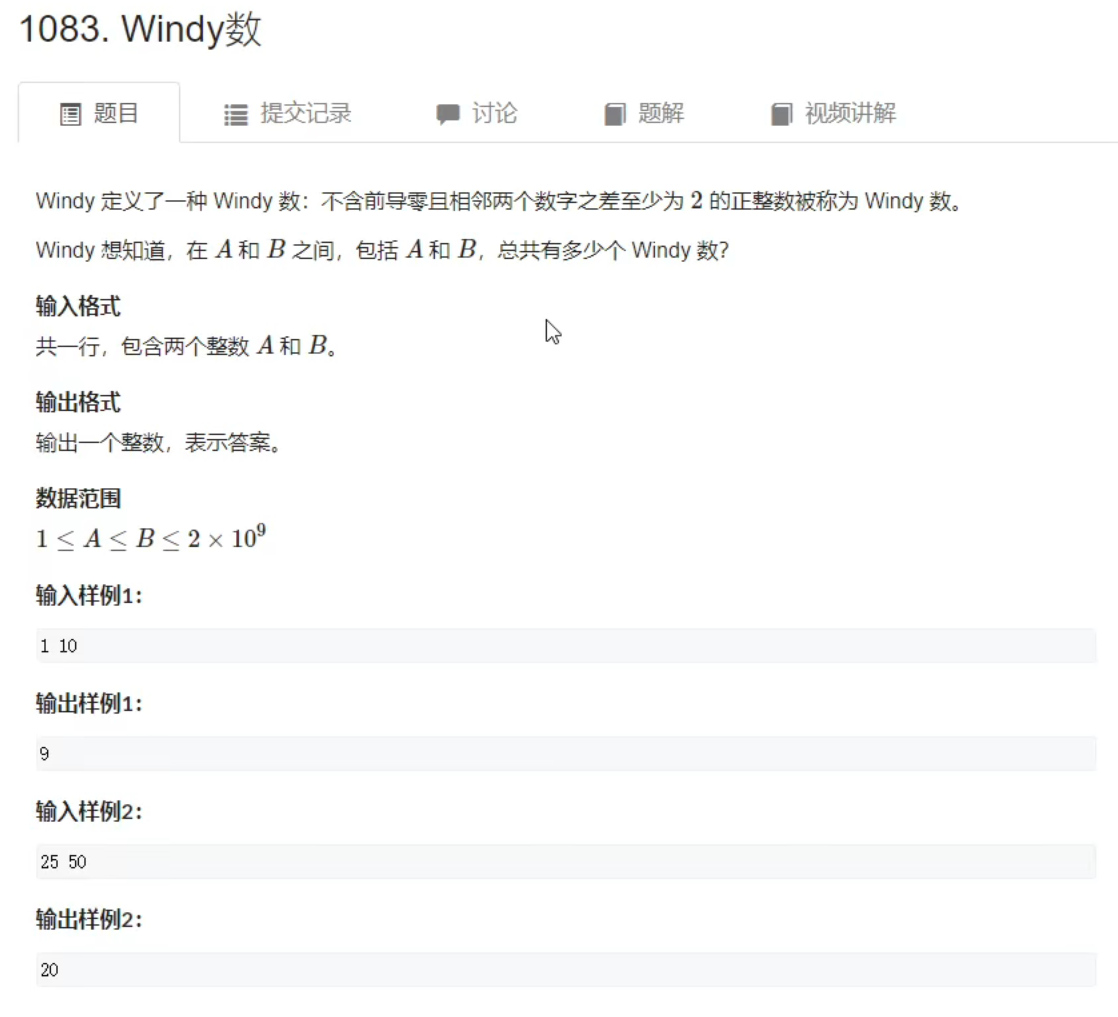 1083. Windy数
题目 提交记录 讨论 题解 视频讲解
Windy 定义了一种 Windy 数：不含前导零且相邻两个数字之差至少为 2 的正整数被称为 Windy 数。
Windy 想知道，在 A 和 B 之间，包括 A 和 B，总共有多少个 Windy 数？
输入格式
共一行，包含两个整数 A 和 B。
输出格式
输出一个整数，表示答案。
数据范围
1 ≤ A ≤ B ≤ 2 × 10⁹
输入样例1：
1 10
输出样例1：
9
输入样例2：
25 50
输出样例2：
20